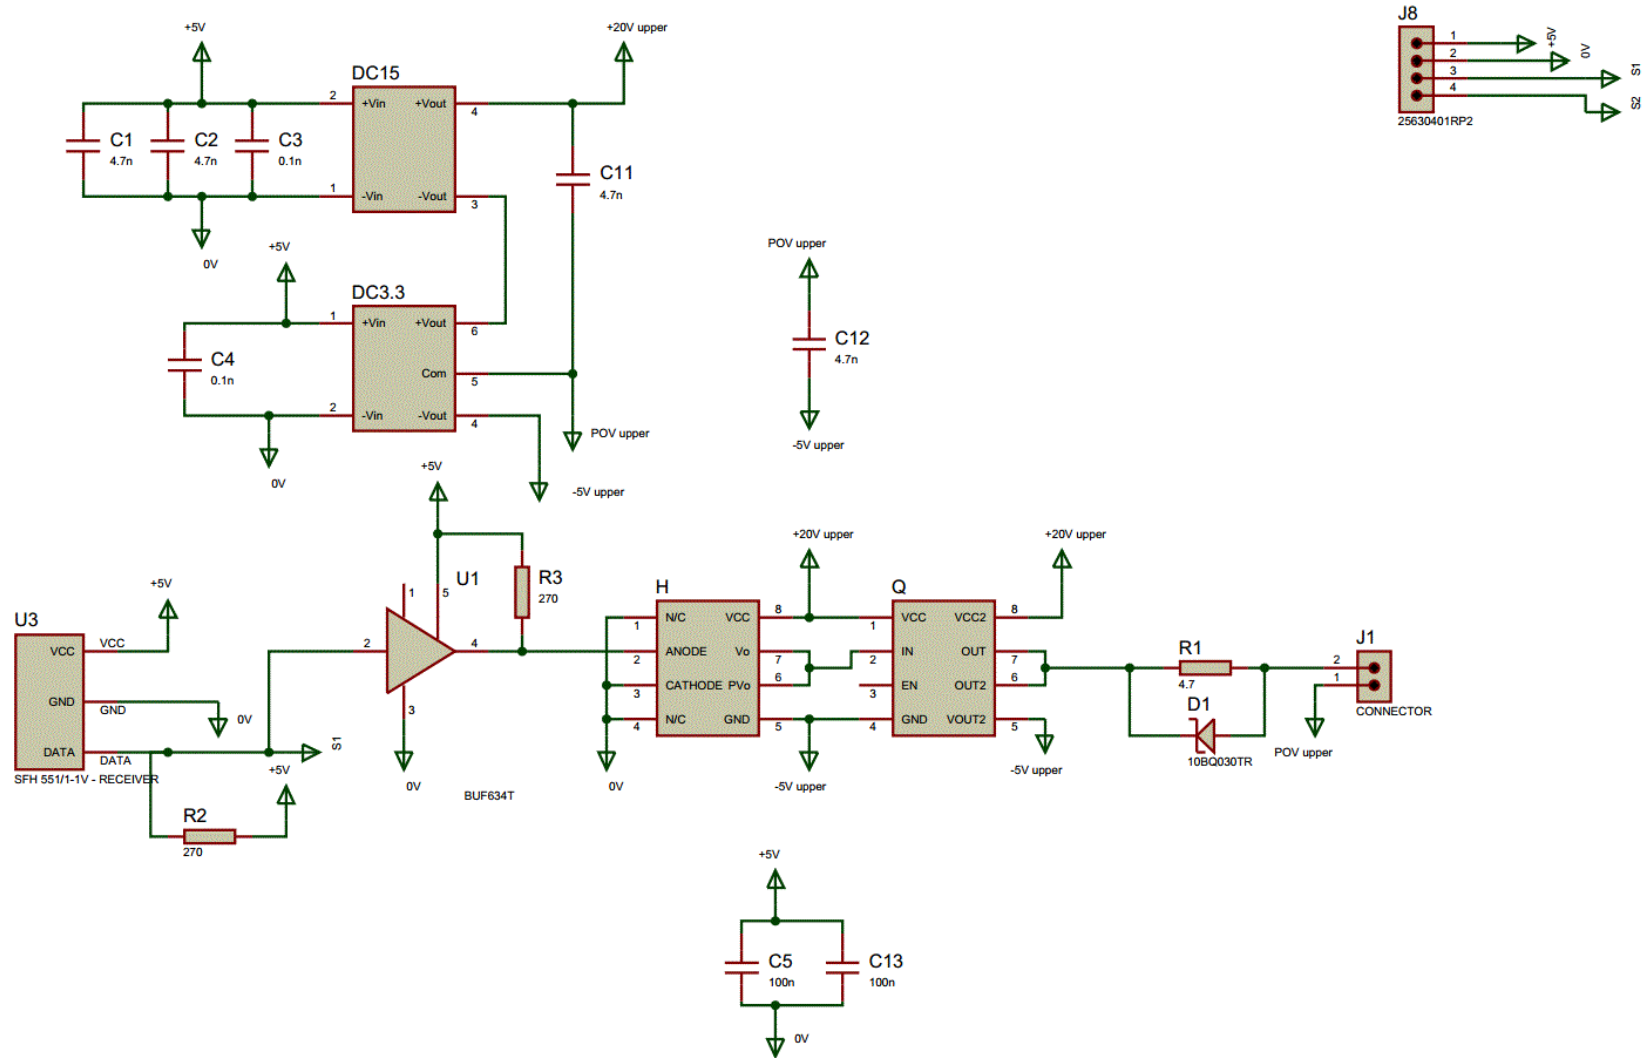 +5V
+20V upper
J8
DC15
2 +Vin +Vout 4
C1
4.7n
C2
4.7n
C3
0.1n
1 -Vin -Vout 3
0V
C11
4.7n
1
2
3
4
+5V
0V
S1
S2
25630401RP2
+5V
DC3.3
1 +Vin +Vout 6
C4
0.1n
Com 5
2 -Vin -Vout 4
0V
POV upper
-5V upper
POV upper
C12
4.7n
-5V upper
+5V
U1
1
5
2
4
3
0V
BUF634T
R3
270
U3
+5V
VCC VCC
GND GND
0V
DATA DATA
S1
SFH 551/1-1V - RECEIVER
+5V
R2
270
H
+20V upper
1 N/C VCC 8
2 ANODE Vo 7
3 CATHODE PVo 6
4 N/C GND 5
0V
-5V upper
Q
+20V upper
1 VCC VCC2 8
2 IN OUT 7
3 EN OUT2 6
4 GND VOUT2 5
-5V upper
R1
4.7
D1
10BQ030TR
J1
2
1
CONNECTOR
POV upper
+5V
C5
100n
C13
100n
0V